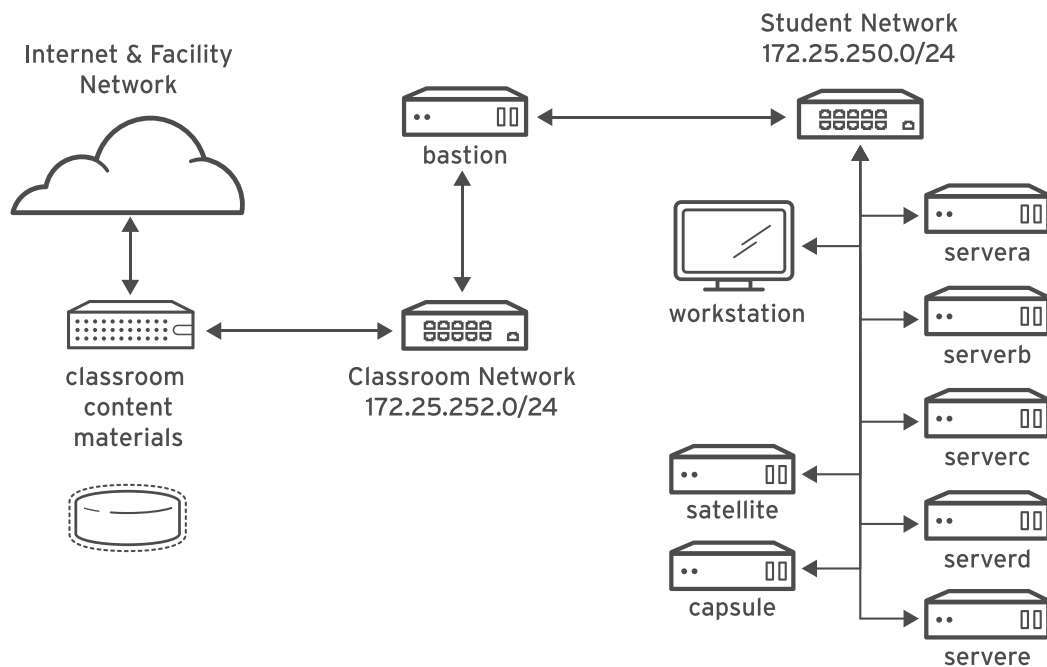 Internet & Facility
Network
Student Network
172.25.250.0/24
bastion
workstation
servera
serverb
classroom
content
materials
Classroom Network
172.25.252.0/24
serverc
satellite
serverd
capsule
servere